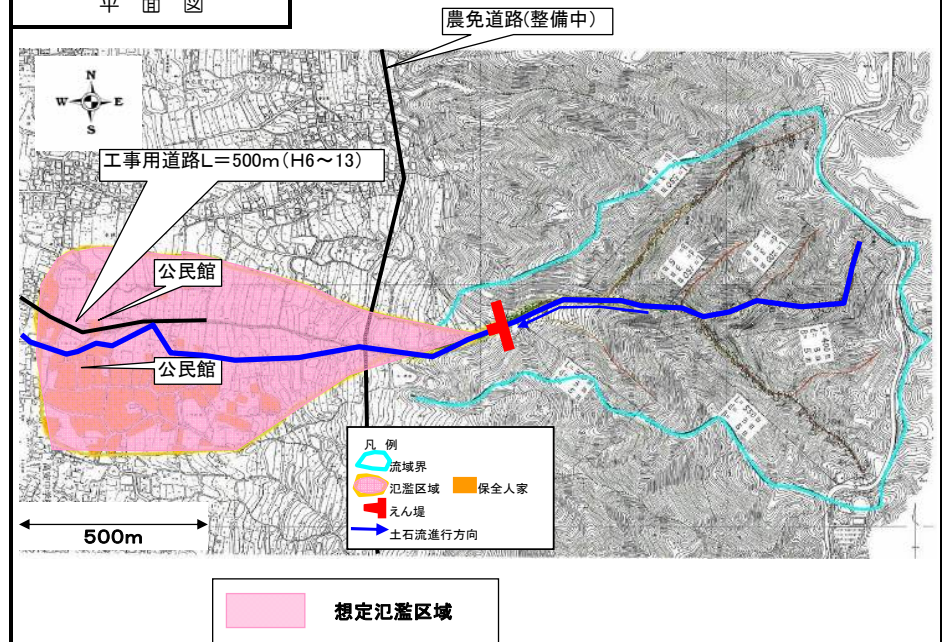 平 面 図
農免道路(整備中)
N
W E
S
工事用道路L=500m(H6～13)
公民館
公民館
凡 例
流域界
氾濫区域 保全人家
えん堤
土石流進行方向
500m
想定氾濫区域